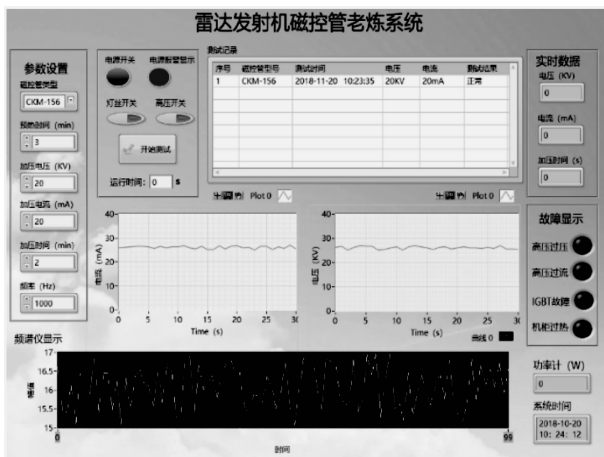 雷达发射机磁控管老炼系统
参数设置
磁控管类型
CKM-156
预热时间 (min)
3
加压电压 (KV)
20
加压电流 (mA)
20
加压时间 (min)
2
频率 (Hz)
1000
电源开关
电源报警显示
灯丝开关
高压开关
开始测试
运行时间: 0 s
测试记录
序号 磁控管型号 测试时间 电压 电流 测试结果
1 CKM-156 2018-11-20 10:23:35 20KV 20mA 正常
实时数据
电压 (KV)
0
电流 (mA)
0
加压时间 (s)
0
Plot 0
Plot 0
电流 (mA)
40
30
20
10
0
0 5 10 15 20 25 30
Time (s)
电压 (KV)
40
30
20
10
0
0 5 10 15 20 25 30
Time (s)
曲线 0
故障显示
高压过压
高压过流
IGBT故障
机柜过热
频谱仪显示
幅值
17
16.5
16
15.5
15
0 99
时间
功率计 (W)
0
系统时间
2018-10-20
10: 24: 12